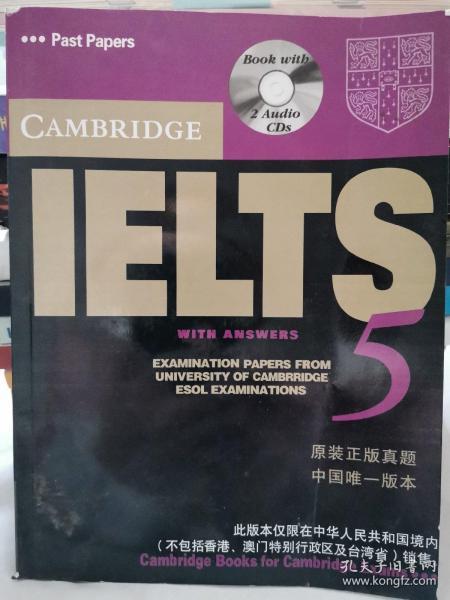 ••• Past Papers
Book with
2 Audio
CDs
CAMBRIDGE
IELTS
5
WITH ANSWERS
EXAMINATION PAPERS FROM
UNIVERSITY OF CAMBRIDGE
ESOL EXAMINATIONS
原装正版真题
中国唯一版本
此版本仅限在中华人民共和国境内
（不包括香港、澳门特别行政区及台湾省）销售。
Cambridge Books for Cambridge Exams
孔夫子旧书网
www.kongfz.com